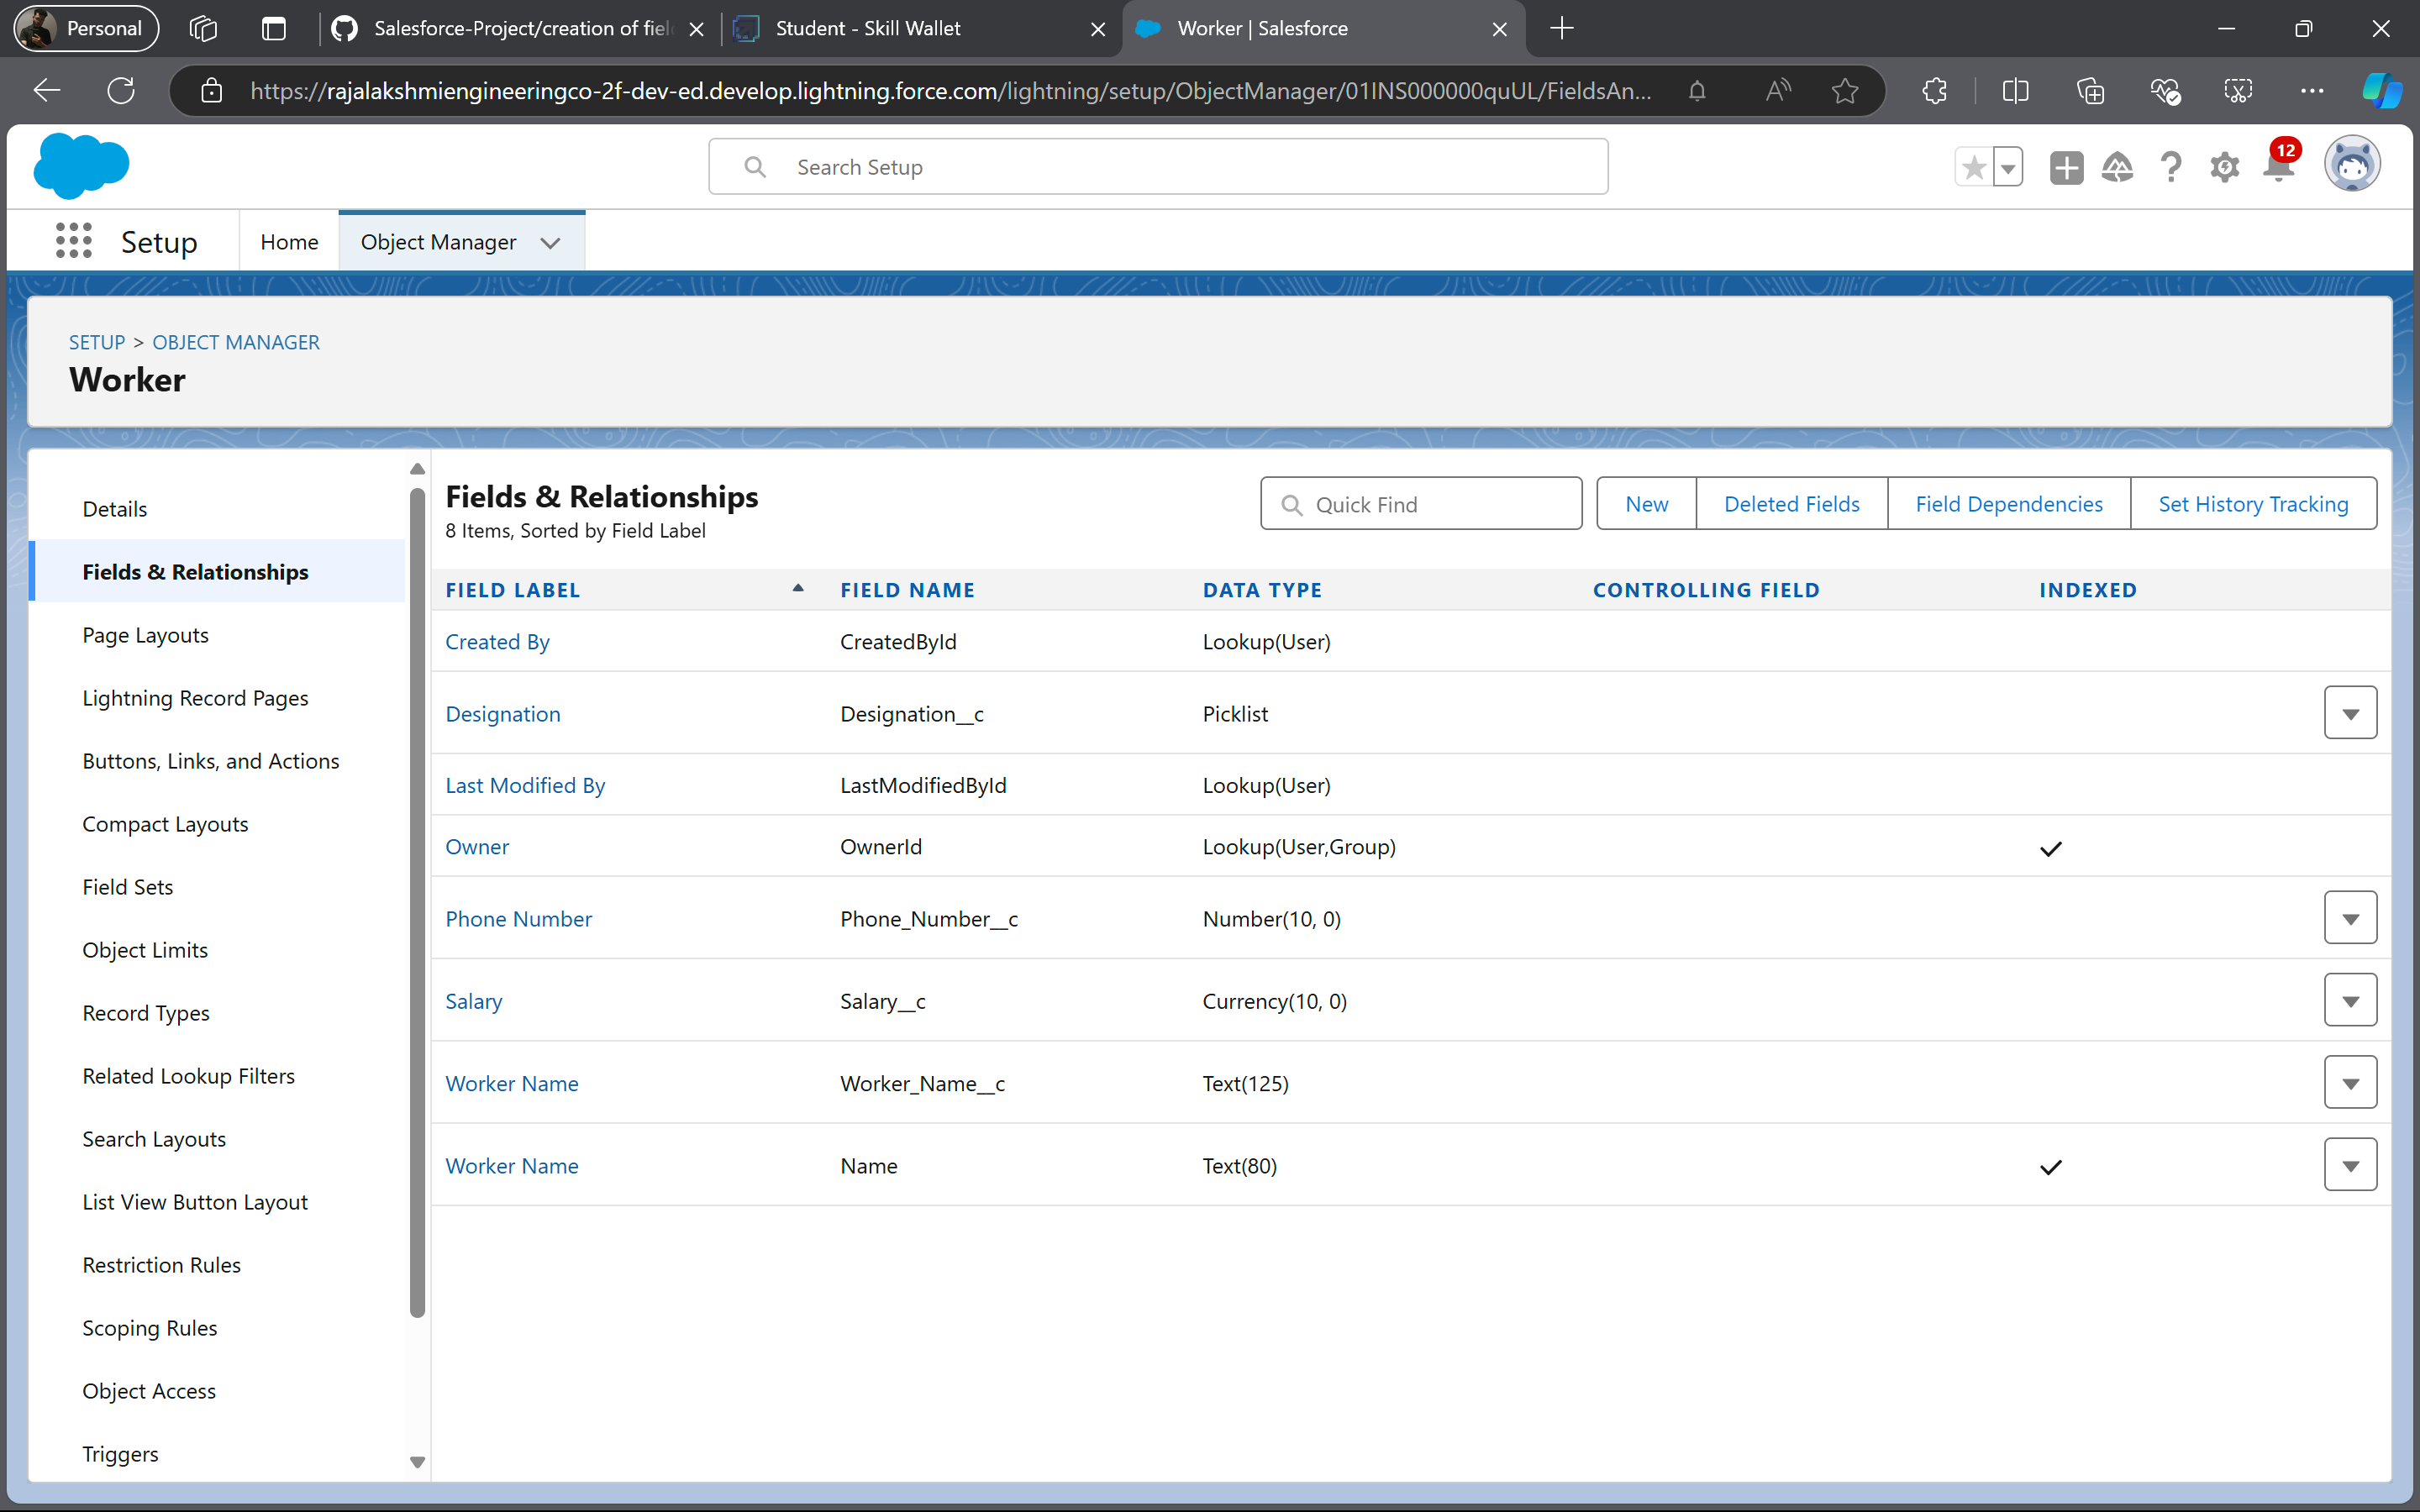 Personal
Salesforce-Project/creation of fiel
Student - Skill Wallet
Worker | Salesforce
https://rajalakshmiengineeringco-2f-dev-ed.develop.lightning.force.com/lightning/setup/ObjectManager/01INS000000quUL/FieldsAn...
Search Setup
12
Setup
Home
Object Manager
SETUP > OBJECT MANAGER
Worker
Details
Fields & Relationships
Page Layouts
Lightning Record Pages
Buttons, Links, and Actions
Compact Layouts
Field Sets
Object Limits
Record Types
Related Lookup Filters
Search Layouts
List View Button Layout
Restriction Rules
Scoping Rules
Object Access
Triggers
Fields & Relationships
8 Items, Sorted by Field Label
Quick Find
New
Deleted Fields
Field Dependencies
Set History Tracking
FIELD LABEL FIELD NAME DATA TYPE CONTROLLING FIELD INDEXED
Created By CreatedById Lookup(User)
Designation Designation__c Picklist
Last Modified By LastModifiedById Lookup(User)
Owner OwnerId Lookup(User,Group)
Phone Number Phone_Number__c Number(10, 0)
Salary Salary__c Currency(10, 0)
Worker Name Worker_Name__c Text(125)
Worker Name Name Text(80)